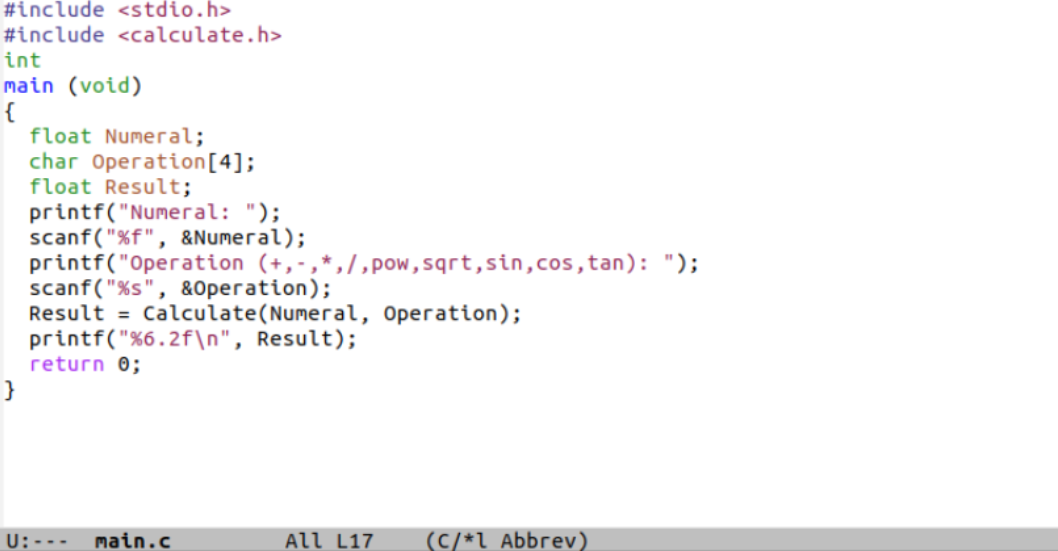 #include <stdio.h>
#include <calculate.h>
int
main (void)
{
  float Numeral;
  char Operation[4];
  float Result;
  printf("Numeral: ");
  scanf("%f", &Numeral);
  printf("Operation (+,-,*,/,pow,sqrt,sin,cos,tan): ");
  scanf("%s", &Operation);
  Result = Calculate(Numeral, Operation);
  printf("%6.2f\n", Result);
  return 0;
}
U:---  main.c         All L17    (C/*l Abbrev)